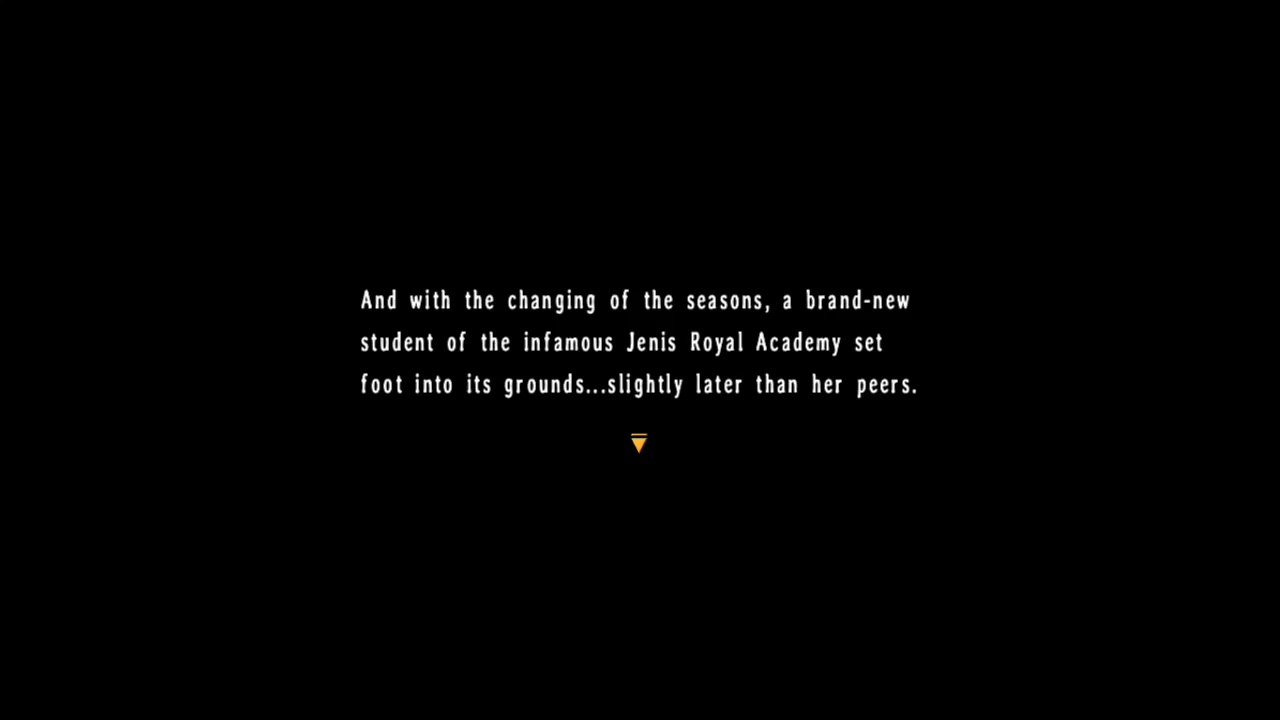 And with the changing of the seasons, a brand-new
student of the infamous Jenis Royal Academy set
foot into its grounds...slightly later than her peers.